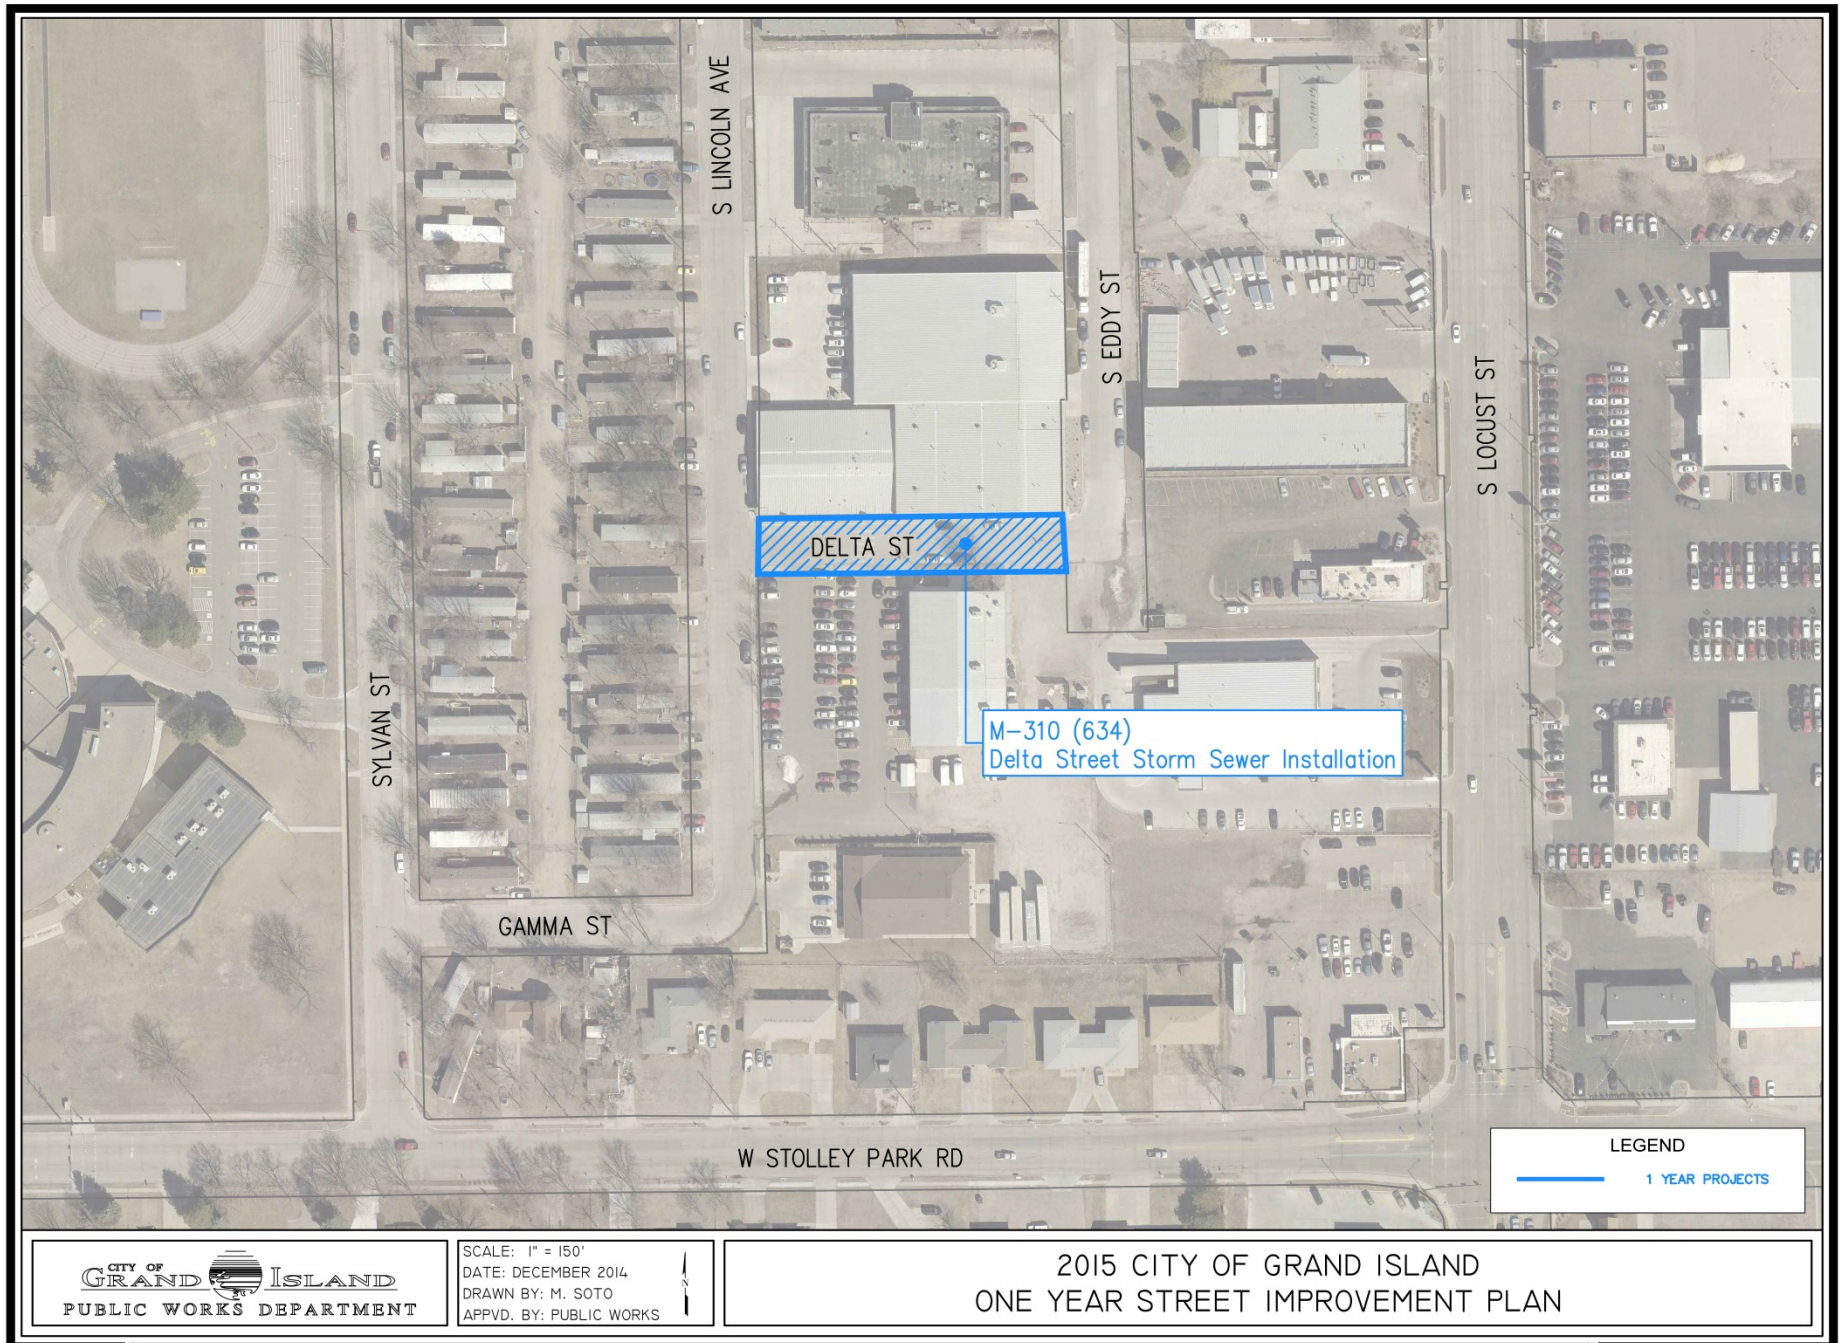 S LINCOLN AVE
S EDDY ST
S LOCUST ST
DELTA ST
SYLVAN ST
M-310 (634)
Delta Street Storm Sewer Installation
GAMMA ST
W STOLLEY PARK RD
LEGEND
1 YEAR PROJECTS
CITY OF
GRAND ISLAND
PUBLIC WORKS DEPARTMENT
SCALE: 1" = 150'
DATE: DECEMBER 2014
DRAWN BY: M. SOTO
APPVD. BY: PUBLIC WORKS
N
2015 CITY OF GRAND ISLAND
ONE YEAR STREET IMPROVEMENT PLAN